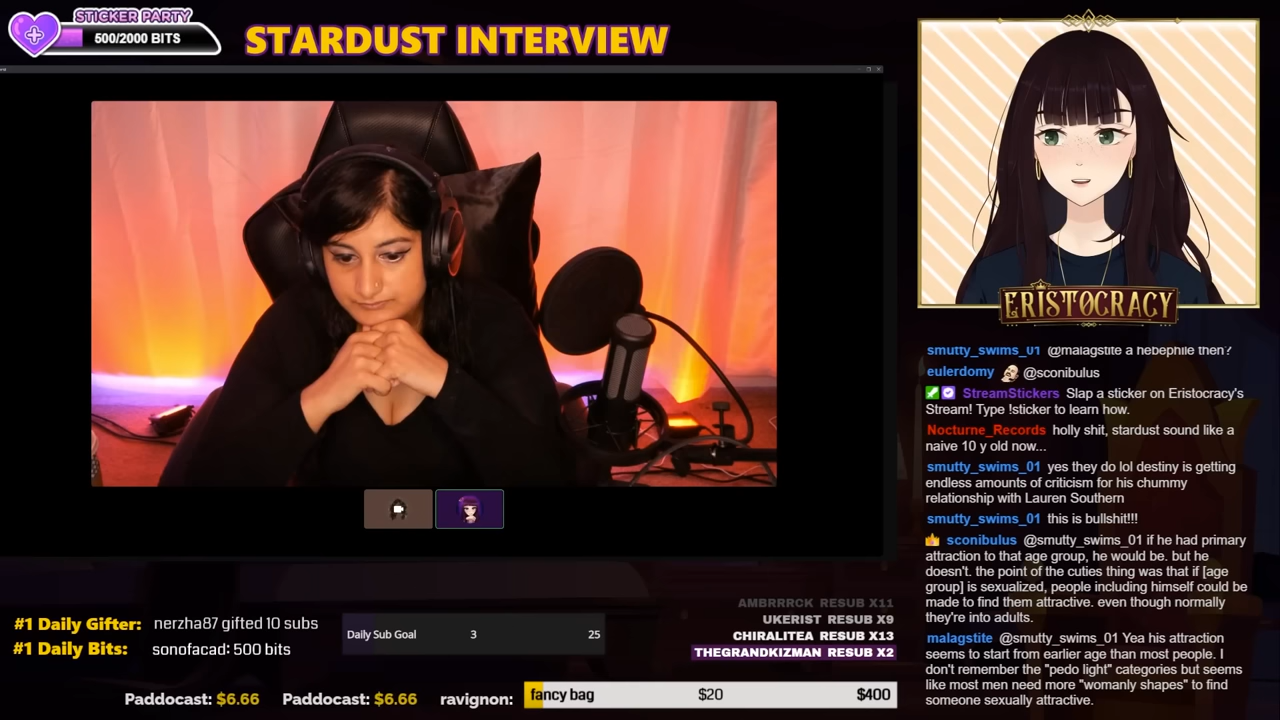 STICKER PARTY
500/2000 BITS
STARDUST INTERVIEW
ERISTOCRACY
smutty_swims_01 @malagstite a hebephile then?
eulerdomy @sconibulus
StreamStickers Slap a sticker on Eristocracy's
Stream! Type !sticker to learn how.
Nocturne_Records holly shit, stardust sound like a
naive 10 y old now...
smutty_swims_01 yes they do lol destiny is getting
endless amounts of criticism for his chummy
relationship with Lauren Southern
smutty_swims_01 this is bullshit!!!
sconibulus @smutty_swims_01 if he had primary
attraction to that age group, he would be. but he
doesn't. the point of the cuties thing was that if [age
group] is sexualized, people including himself could be
made to find them attractive. even though normally
they're into adults.
malagstite @smutty_swims_01 Yea his attraction
seems to start from earlier age than most people. I
don't remember the "pedo light" categories but seems
like most men need more "womanly shapes" to find
someone sexually attractive.
#1 Daily Gifter: nerzha87 gifted 10 subs
#1 Daily Bits: sonofacad: 500 bits
Daily Sub Goal 3 25
AMBRRRCK RESUB X11
UKERIST RESUB X9
CHIRALITEA RESUB X13
THEGRANDKIZMAN RESUB X2
Paddocast: $6.66 Paddocast: $6.66 ravignon:
fancy bag $20 $400